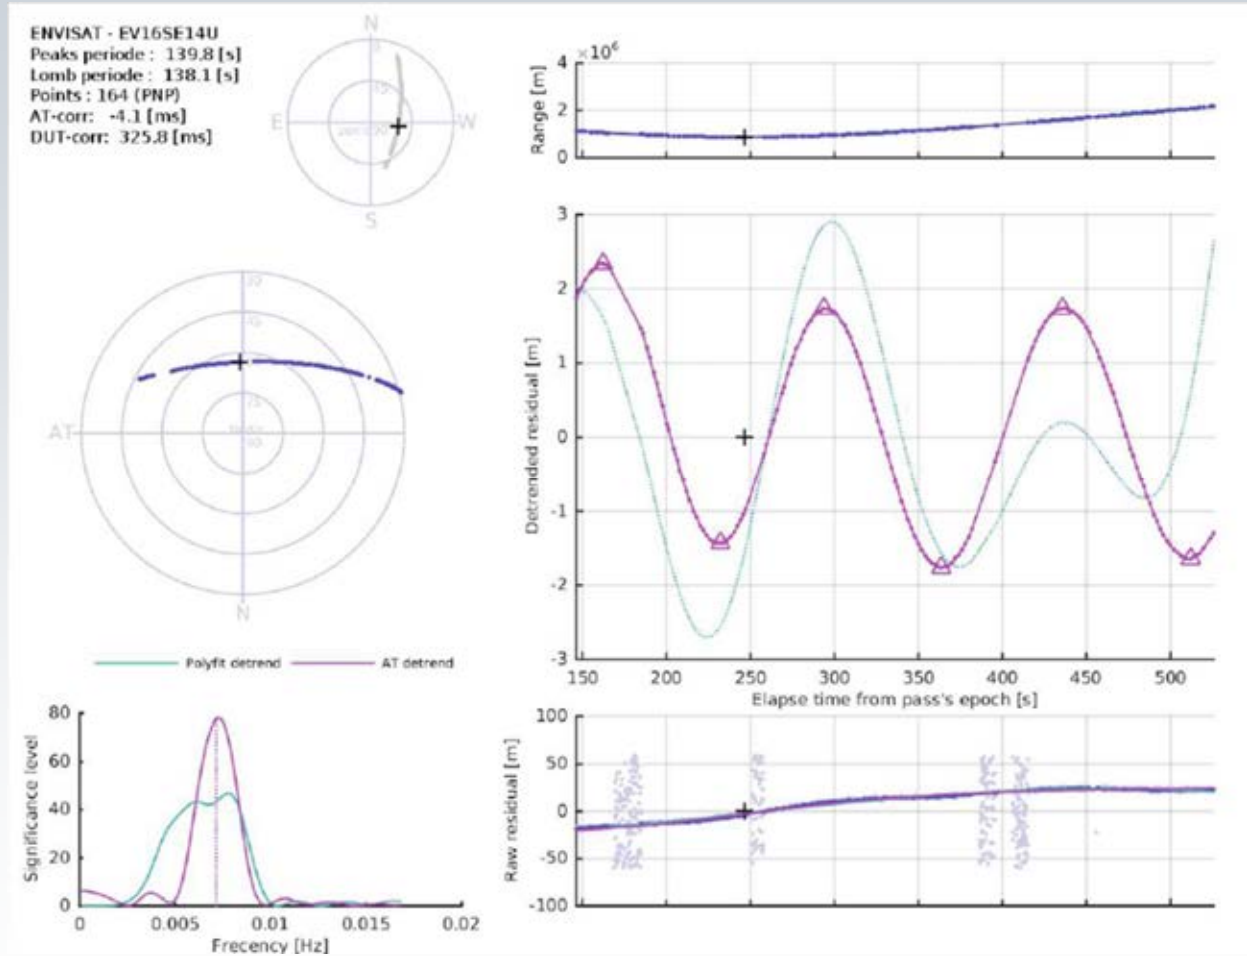 ENVISAT - EV16SE14U
Peaks periode : 139.8 [s]
Lomb periode : 138.1 [s]
Points : 164 (PNP)
AT-corr: -4.1 [ms]
DUT-corr: 325.8 [ms]
N
E
W
S
×10⁶
4
2
0
Range [m]
AT
N
3
2
1
0
-1
-2
-3
Detrended residual [m]
150 200 250 300 350 400 450 500
Elapse time from pass's epoch [s]
Polyfit detrend AT detrend
80
60
40
20
0
Significance level
0 0.005 0.01 0.015 0.02
Frecency [Hz]
100
50
0
-50
-100
Raw residual [m]